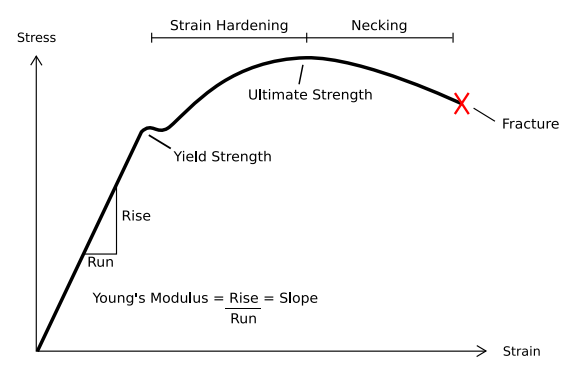 Strain Hardening
Necking
Stress
Ultimate Strength
Fracture
Yield Strength
Rise
Run
Young's Modulus = Rise = Slope
Run
Strain